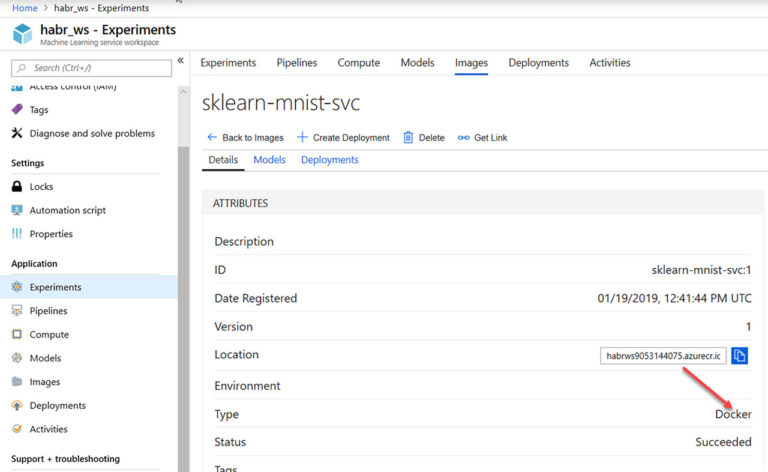 Home > habr_ws - Experiments
habr_ws - Experiments
Machine Learning service workspace
Search (Ctrl+/)
«
Access control (IAM)
Tags
Diagnose and solve problems
Settings
Locks
Automation script
Properties
Application
Experiments
Pipelines
Compute
Models
Images
Deployments
Activities
Support + troubleshooting
Experiments Pipelines Compute Models Images Deployments Activities
sklearn-mnist-svc
Back to Images Create Deployment Delete Get Link
Details Models Deployments
ATTRIBUTES
Description
ID sklearn-mnist-svc:1
Date Registered 01/19/2019, 12:41:44 PM UTC
Version 1
Location habrws9053144075.azurecr.ic
Environment
Type Docker
Status Succeeded
Tags